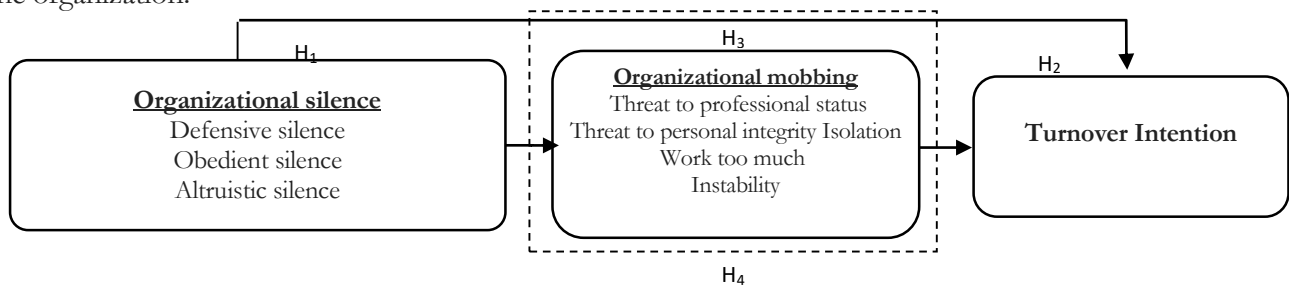 ne organization.
H1
H3
H2
Organizational silence
Defensive silence
Obedient silence
Altruistic silence
Organizational mobbing
Threat to professional status
Threat to personal integrity Isolation
Work too much
Instability
Turnover Intention
H4